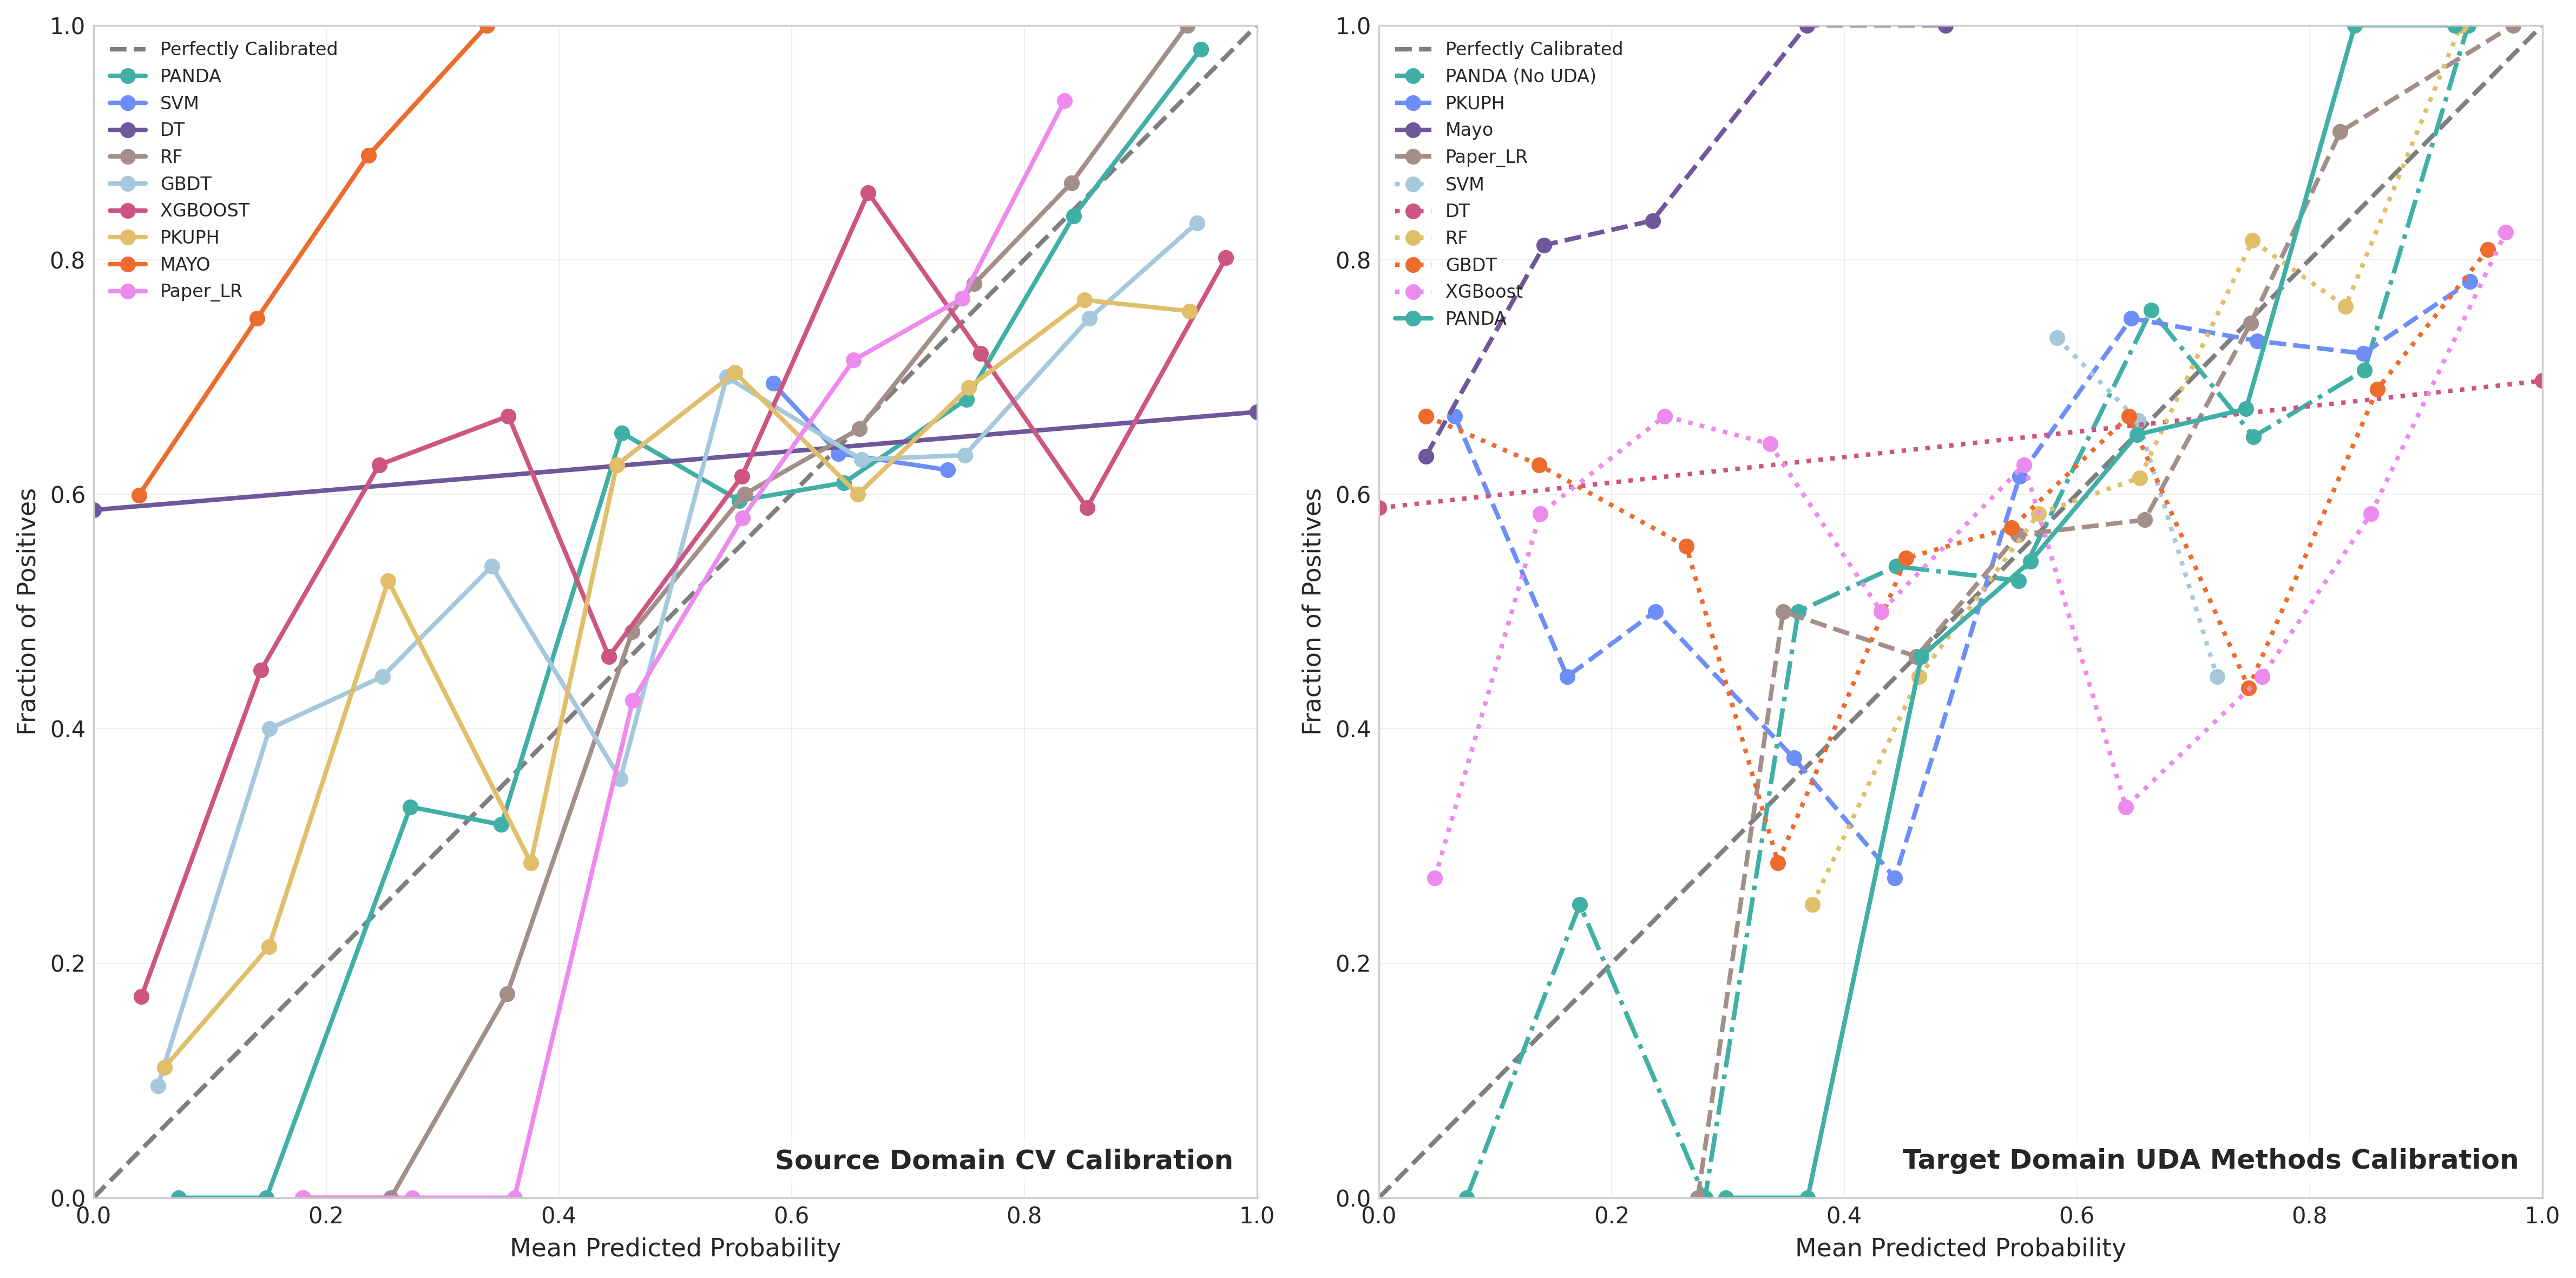 1.0
0.8
0.6
0.4
0.2
0.0
Fraction of Positives
Perfectly Calibrated
PANDA
SVM
DT
RF
GBDT
XGBOOST
PKUPH
MAYO
Paper_LR
Source Domain CV Calibration
0.0 0.2 0.4 0.6 0.8 1.0
Mean Predicted Probability
1.0
0.8
0.6
0.4
0.2
0.0
Fraction of Positives
Perfectly Calibrated
PANDA (No UDA)
PKUPH
Mayo
Paper_LR
SVM
DT
RF
GBDT
XGBoost
PANDA
Target Domain UDA Methods Calibration
0.0 0.2 0.4 0.6 0.8 1.0
Mean Predicted Probability